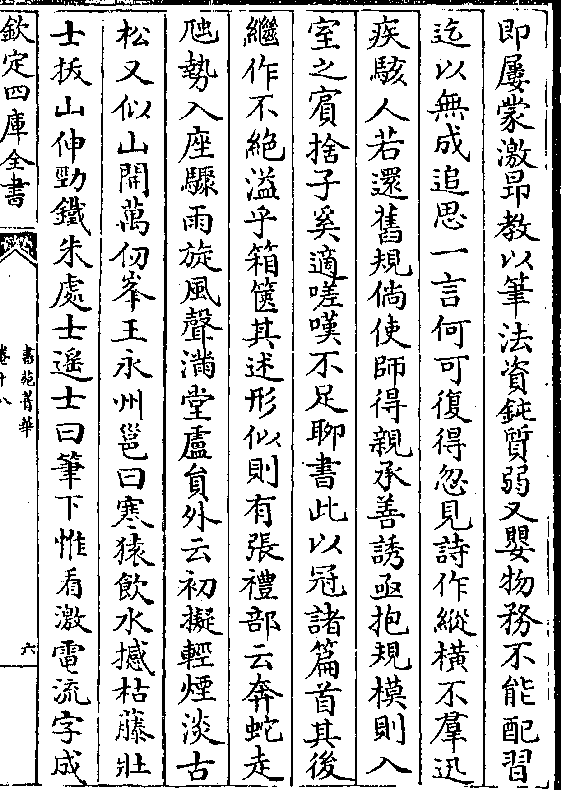 即屢蒙激昂教以筆法資鈍質弱又嬰物務不能配習
迄以無成追思一言何可復得忽見詩作縱橫不羣迅
疾駭人若還舊規倘使師得親承善誘亟抱規模則入
室之賓捨子奚適嗟嘆不足聊書此以冠諸篇首其後
繼作不絶溢乎箱篋其述形似則有張禮部云奔蛇走
虺勢入座驟雨旋風聲滿堂盧員外云初擬輕煙淡古
松又似山開萬仞峯王永州邕曰寒猿飲水撼枯藤壯
士拔山伸勁鐵朱處士遥士曰筆下惟看激電流字成
欽定四庫全書
書苑菁華
卷十八
六